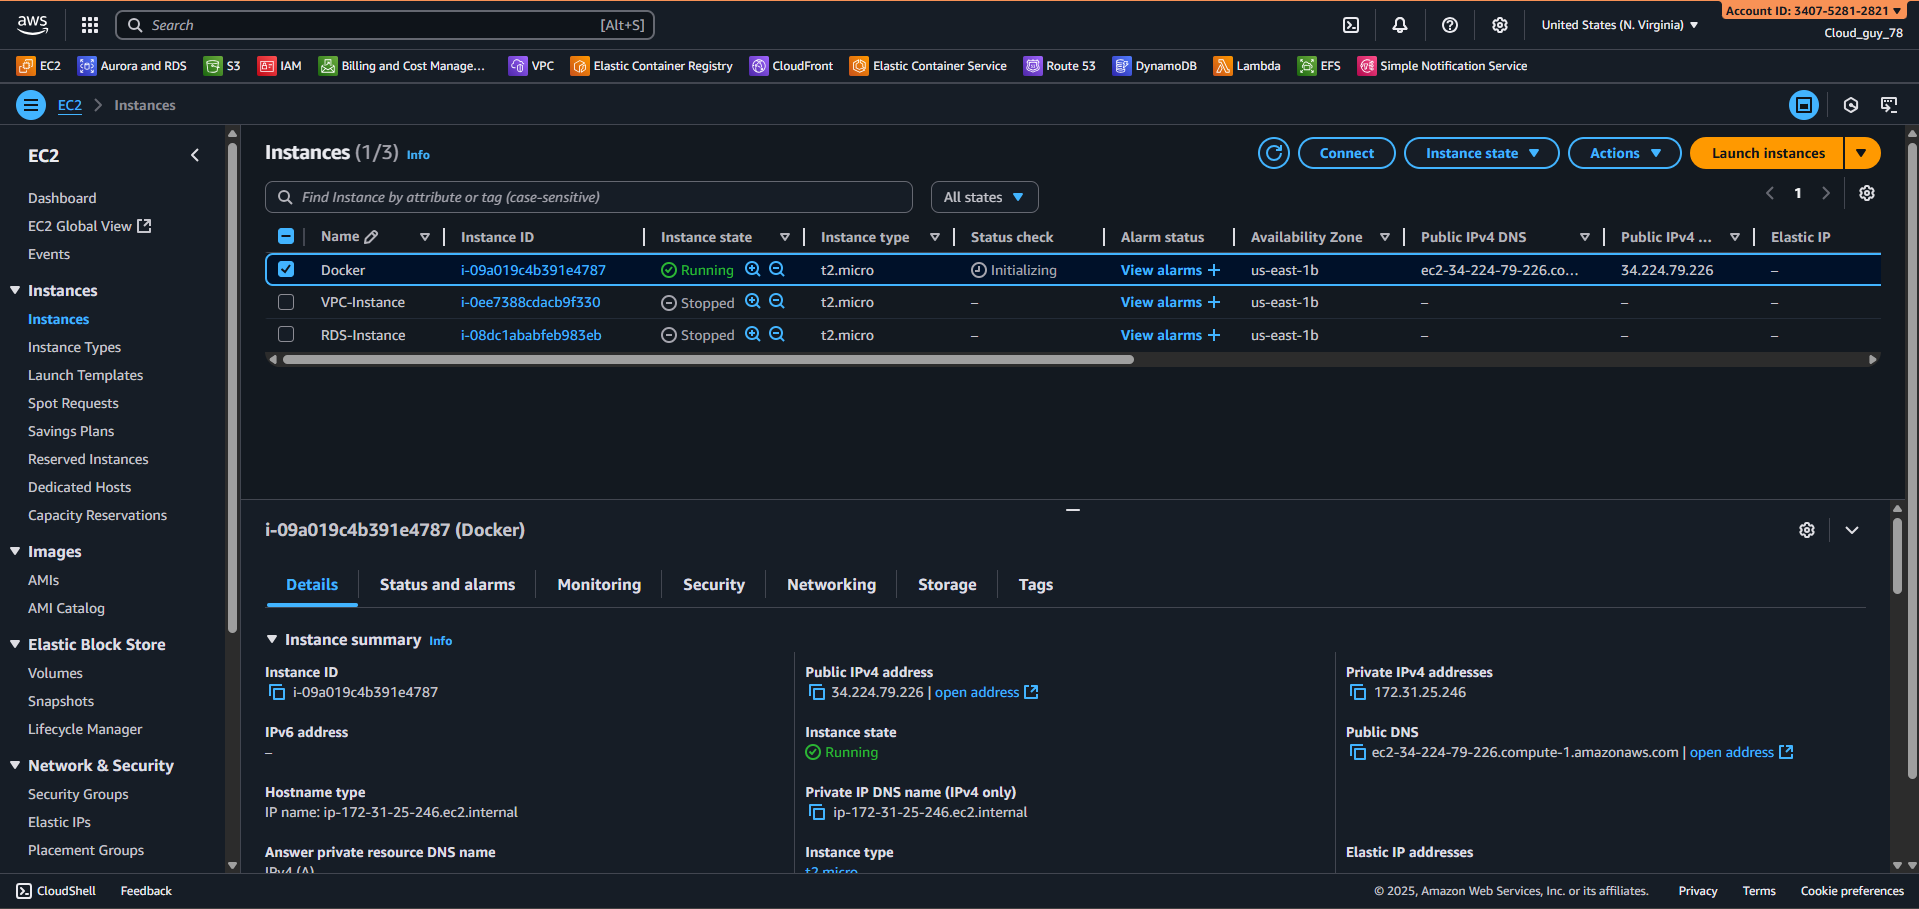 aws
Search [Alt+S]
United States (N. Virginia)
Account ID: 3407-5281-2821
Cloud_guy_78
EC2 Aurora and RDS S3 IAM Billing and Cost Manage... VPC Elastic Container Registry CloudFront Elastic Container Service Route 53 DynamoDB Lambda EFS Simple Notification Service
EC2 Instances
EC2
Dashboard
EC2 Global View
Events
Instances
Instances
Instance Types
Launch Templates
Spot Requests
Savings Plans
Reserved Instances
Dedicated Hosts
Capacity Reservations
Images
AMIs
AMI Catalog
Elastic Block Store
Volumes
Snapshots
Lifecycle Manager
Network & Security
Security Groups
Elastic IPs
Placement Groups
Instances (1/3) Info
Connect Instance state Actions Launch instances
Find Instance by attribute or tag (case-sensitive) All states 1
Name Instance ID Instance state Instance type Status check Alarm status Availability Zone Public IPv4 DNS Public IPv4 ... Elastic IP
Docker i-09a019c4b391e4787 Running t2.micro Initializing View alarms + us-east-1b ec2-34-224-79-226.co... 34.224.79.226 –
VPC-Instance i-0ee7388cdacb9f330 Stopped t2.micro – View alarms + us-east-1b – – –
RDS-Instance i-08dc1ababfeb983eb Stopped t2.micro – View alarms + us-east-1b – – –
i-09a019c4b391e4787 (Docker)
Details Status and alarms Monitoring Security Networking Storage Tags
Instance summary Info
Instance ID
i-09a019c4b391e4787
Public IPv4 address
34.224.79.226 | open address
Private IPv4 addresses
172.31.25.246
IPv6 address
–
Instance state
Running
Public DNS
ec2-34-224-79-226.compute-1.amazonaws.com | open address
Hostname type
IP name: ip-172-31-25-246.ec2.internal
Private IP DNS name (IPv4 only)
ip-172-31-25-246.ec2.internal
Answer private resource DNS name
IPv4 (A)
Instance type
t2.micro
Elastic IP addresses
CloudShell Feedback
© 2025, Amazon Web Services, Inc. or its affiliates. Privacy Terms Cookie preferences